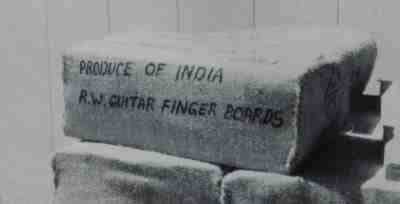 PRODUCE OF INDIA
R.W. GUITAR FINGER BOARDS